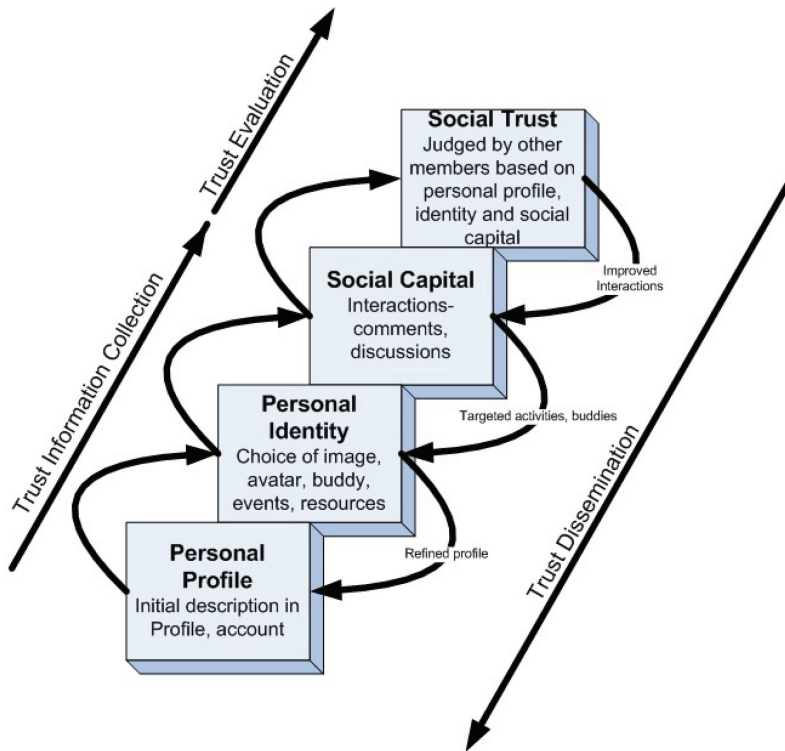 Trust Evaluation
Trust Information Collection
Social Trust
Judged by other
members based on
personal profile,
identity and social
capital
Improved
Interactions
Social Capital
Interactions-
comments,
discussions
Targeted activities, buddies
Personal
Identity
Choice of image,
avatar, buddy,
events, resources
Refined profile
Personal
Profile
Initial description in
Profile, account
Trust Dissemination